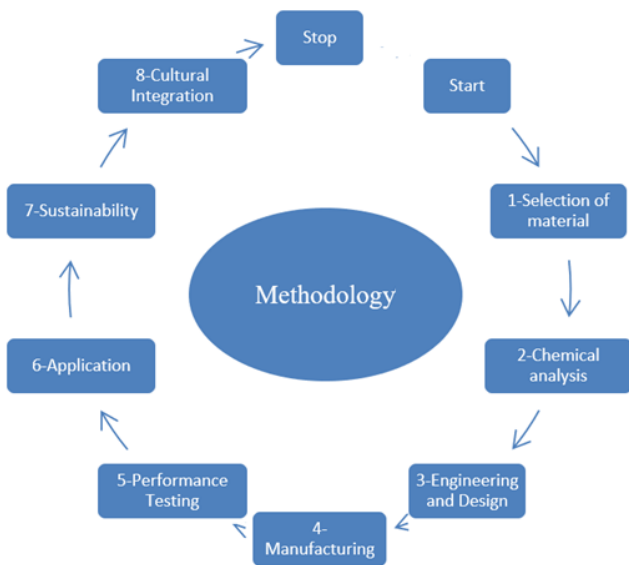 Stop
Start
1-Selection of
material
2-Chemical
analysis
3-Engineering
and Design
4-
Manufacturing
5-Performance
Testing
6-Application
7-Sustainability
8-Cultural
Integration
Methodology